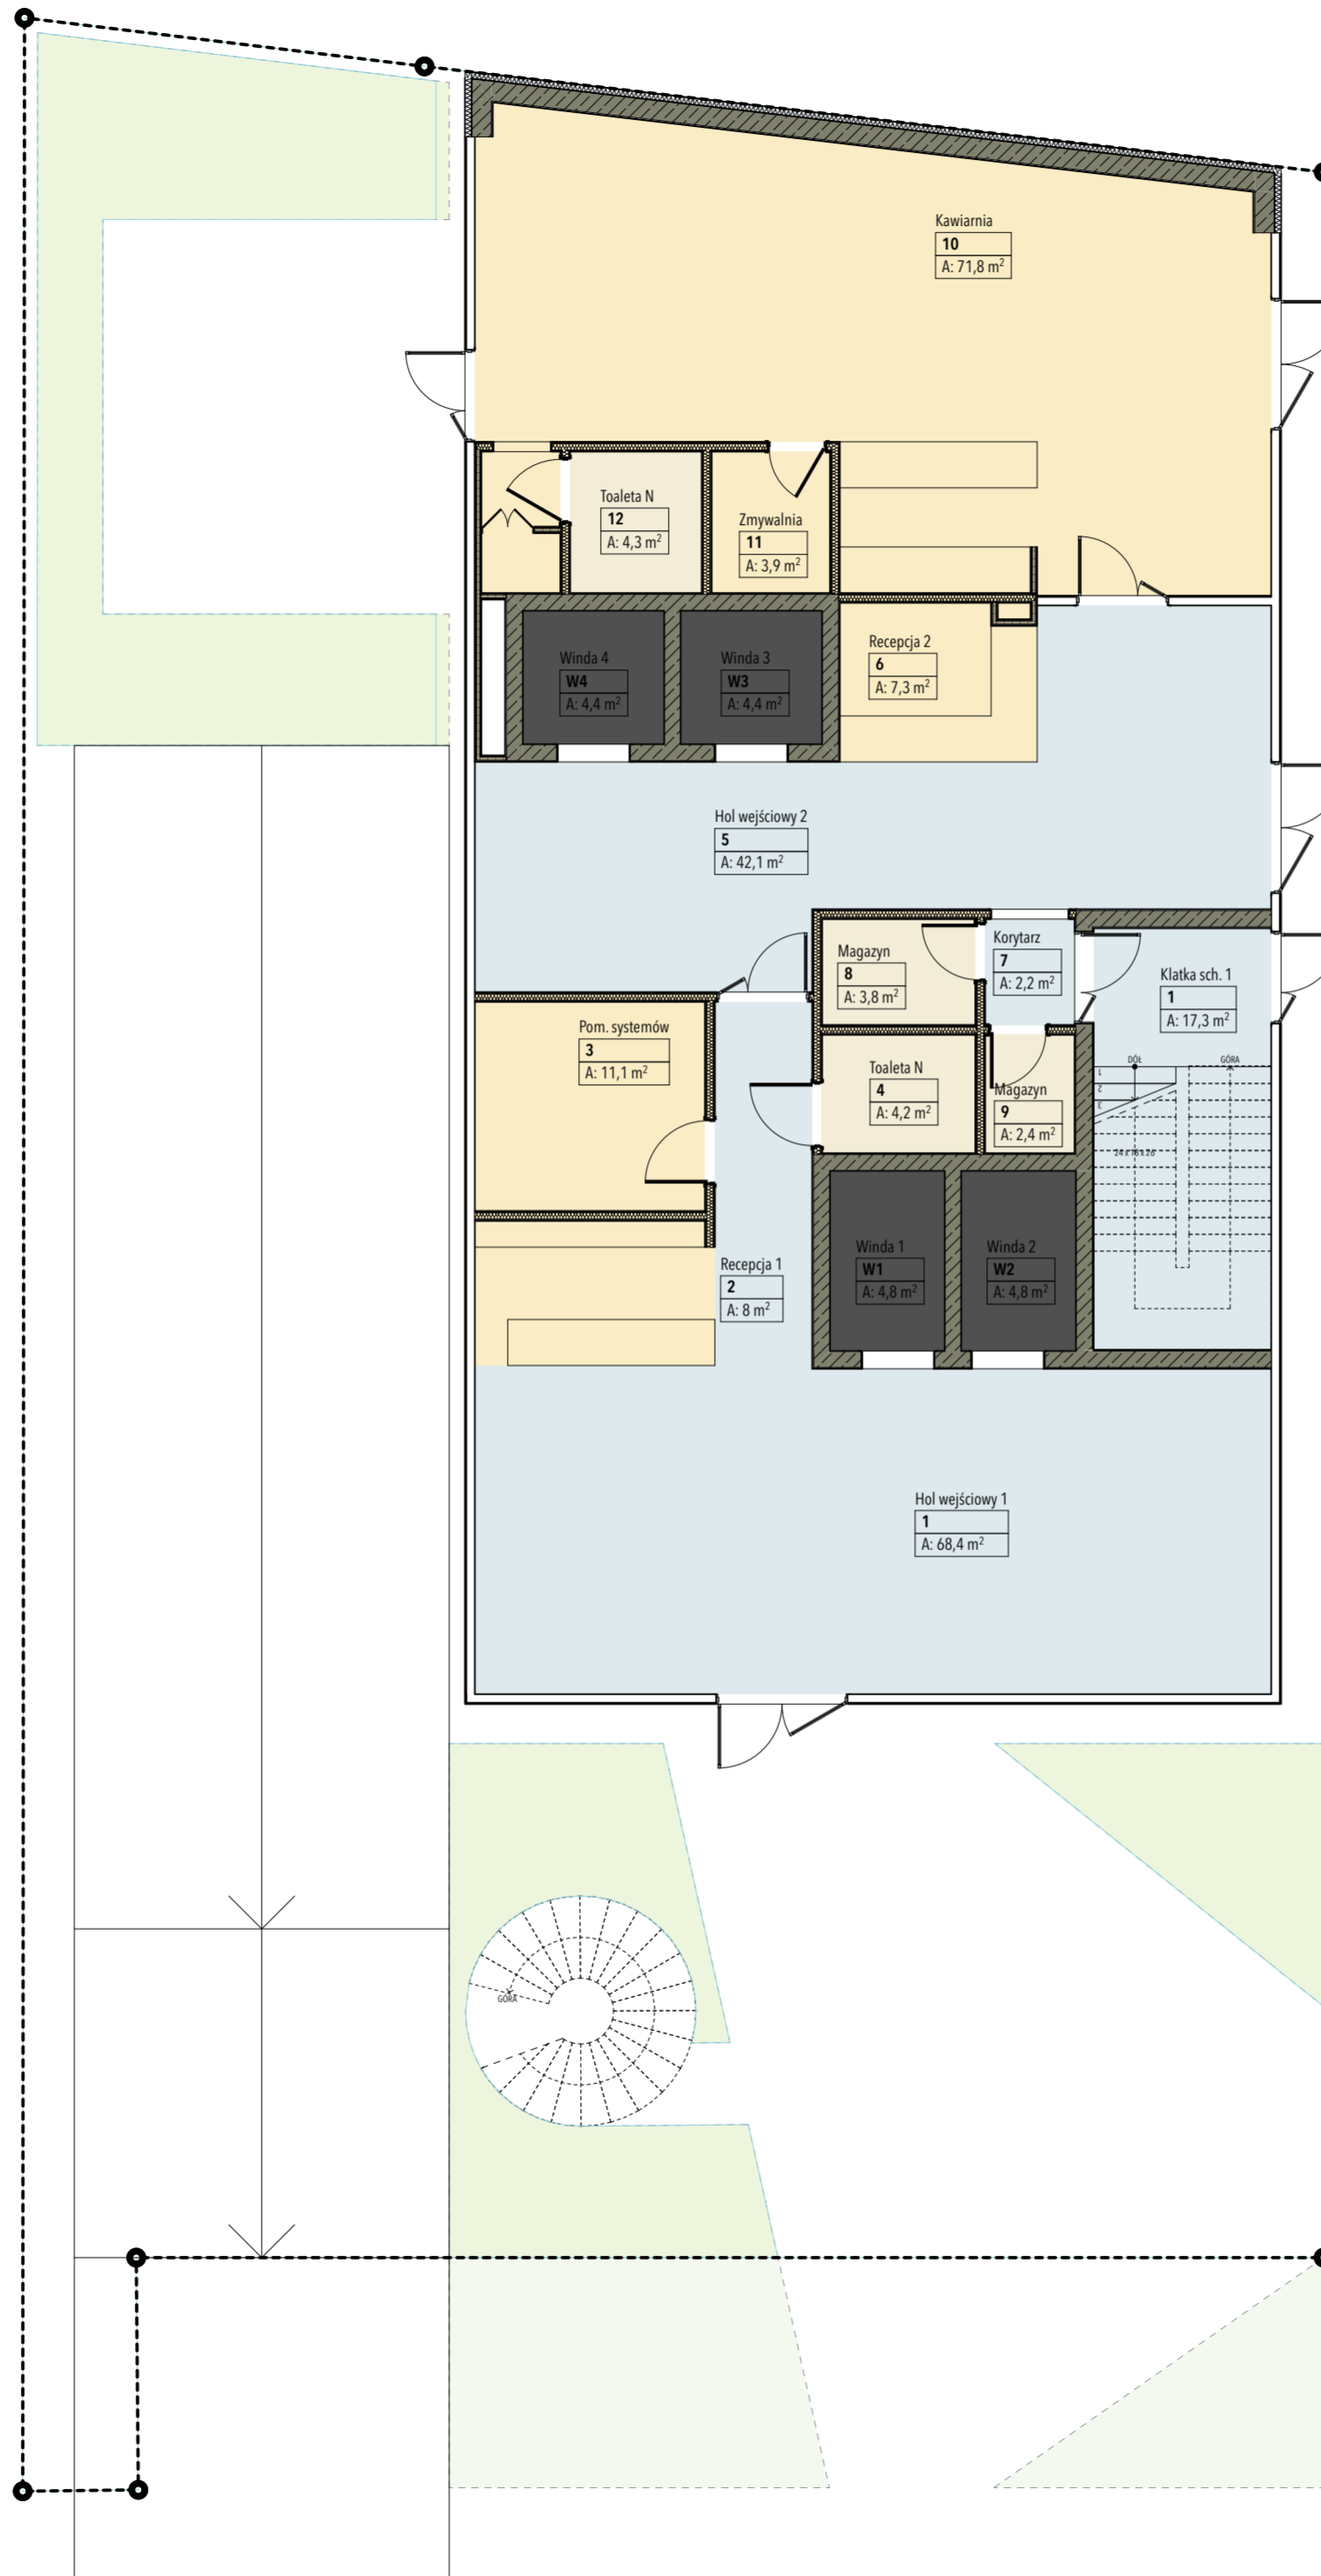 Kawiarnia
10
A: 71,8 m²
Toaleta N
12
A: 4,3 m²
Zmywalnia
11
A: 3,9 m²
Winda 4
W4
A: 4,4 m²
Winda 3
W3
A: 4,4 m²
Recepcja 2
6
A: 7,3 m²
Hol wejściowy 2
5
A: 42,1 m²
Magazyn
8
A: 3,8 m²
Korytarz
7
A: 2,2 m²
Klatka sch. 1
1
A: 17,3 m²
Pom. systemów
3
A: 11,1 m²
Toaleta N
4
A: 4,2 m²
Magazyn
9
A: 2,4 m²
DÓŁ
GÓRA
1
2
3
Winda 1
W1
A: 4,8 m²
Winda 2
W2
A: 4,8 m²
Recepcja 1
2
A: 8 m²
Hol wejściowy 1
1
A: 68,4 m²
GÓRA